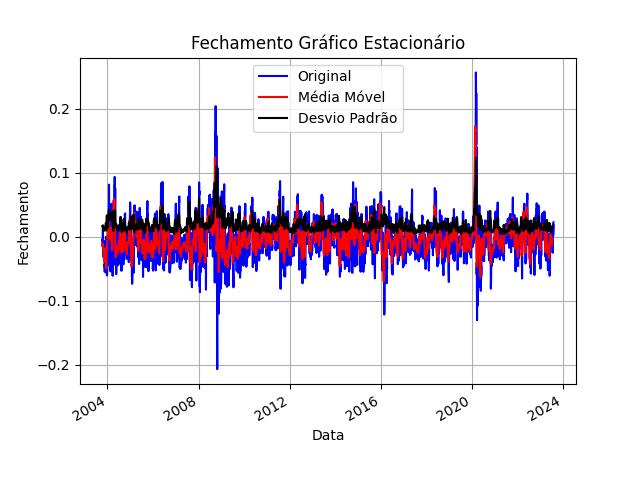 Fechamento Gráfico Estacionário
Original
Média Móvel
Desvio Padrão
0.2
0.1
0.0
−0.1
−0.2
Fechamento
2004
2008
2012
2016
2020
2024
Data